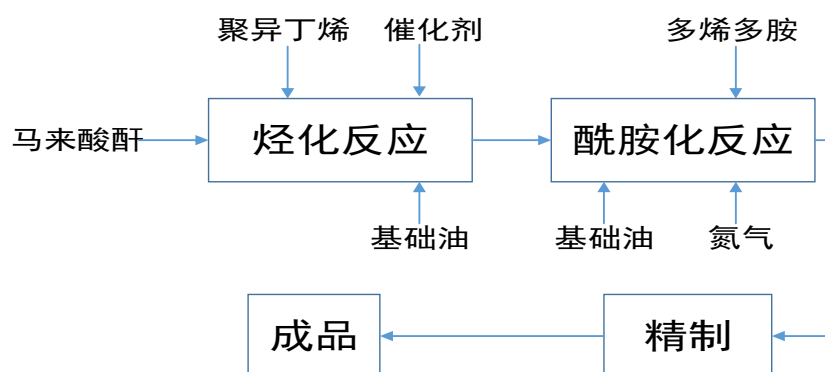 聚异丁烯 催化剂 多烯多胺
马来酸酐 烃化反应 酰胺化反应
基础油 基础油 氮气
成品 精制